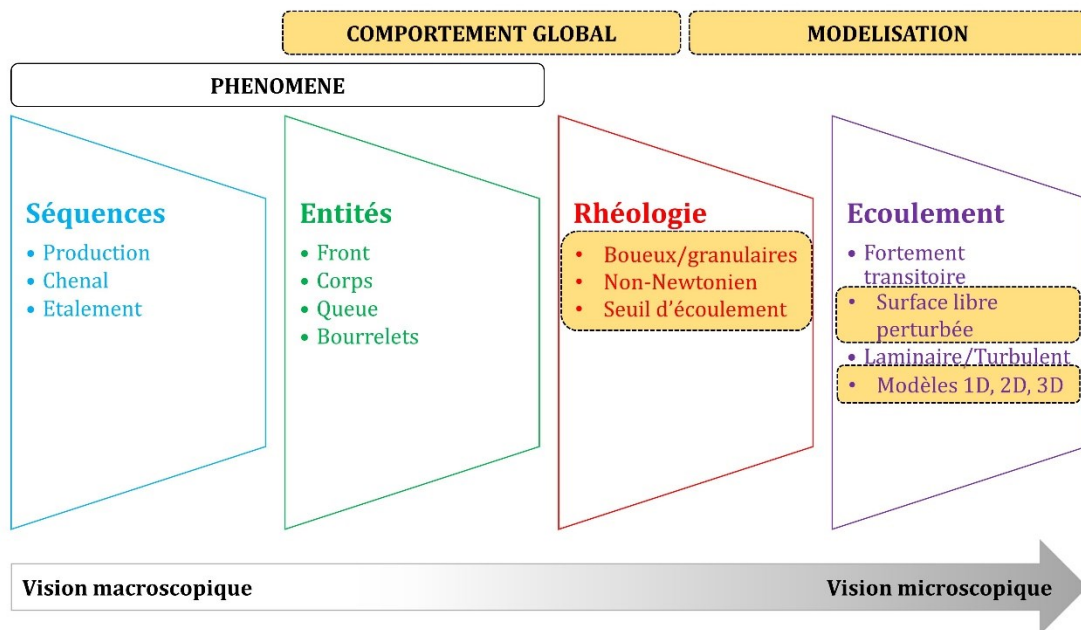 COMPORTEMENT GLOBAL
MODELISATION
PHENOMENE
Séquences
• Production
• Chenal
• Etalement
Entités
• Front
• Corps
• Queue
• Bourrelets
Rhéologie
• Boueux/granulaires
• Non-Newtonien
• Seuil d’écoulement
Ecoulement
• Fortement
transitoire
• Surface libre
perturbée
• Laminaire/Turbulent
• Modèles 1D, 2D, 3D
Vision macroscopique
Vision microscopique